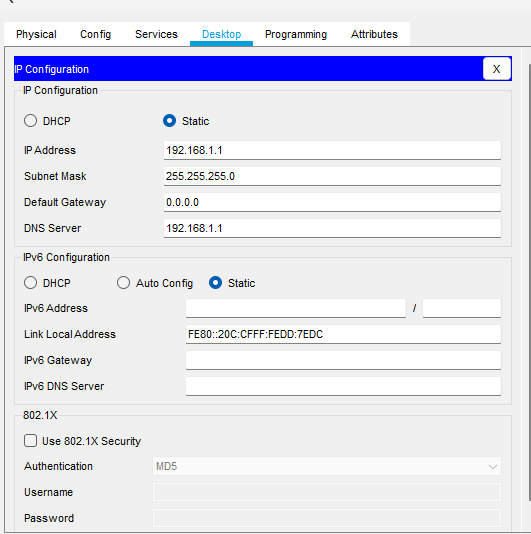 Physical Config Services Desktop Programming Attributes
IP Configuration X
IP Configuration
DHCP Static
IP Address 192.168.1.1
Subnet Mask 255.255.255.0
Default Gateway 0.0.0.0
DNS Server 192.168.1.1
IPv6 Configuration
DHCP Auto Config Static
IPv6 Address /
Link Local Address FE80::20C:CFFF:FEDD:7EDC
IPv6 Gateway
IPv6 DNS Server
802.1X
Use 802.1X Security
Authentication MD5
Username
Password